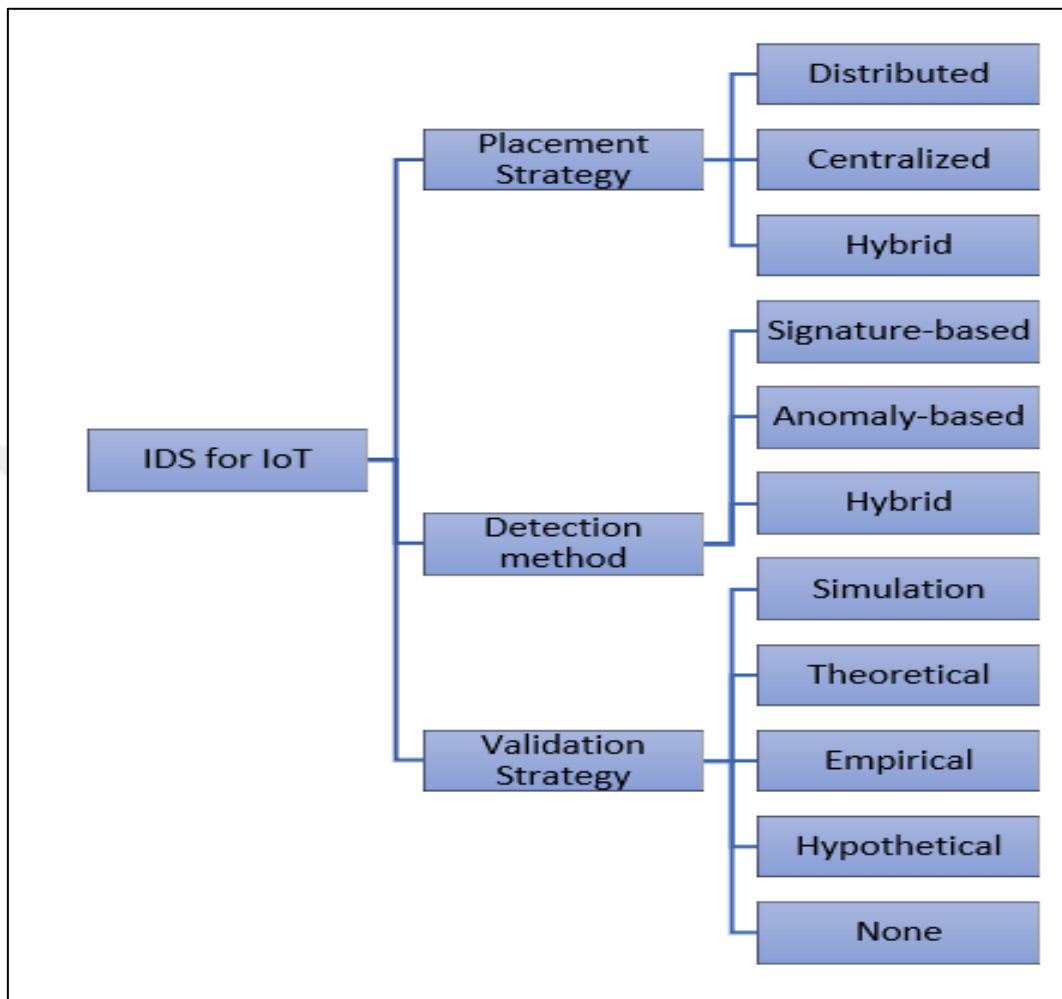 IDS for IoT
Placement
Strategy
Distributed
Centralized
Hybrid
Detection
method
Signature-based
Anomaly-based
Hybrid
Validation
Strategy
Simulation
Theoretical
Empirical
Hypothetical
None